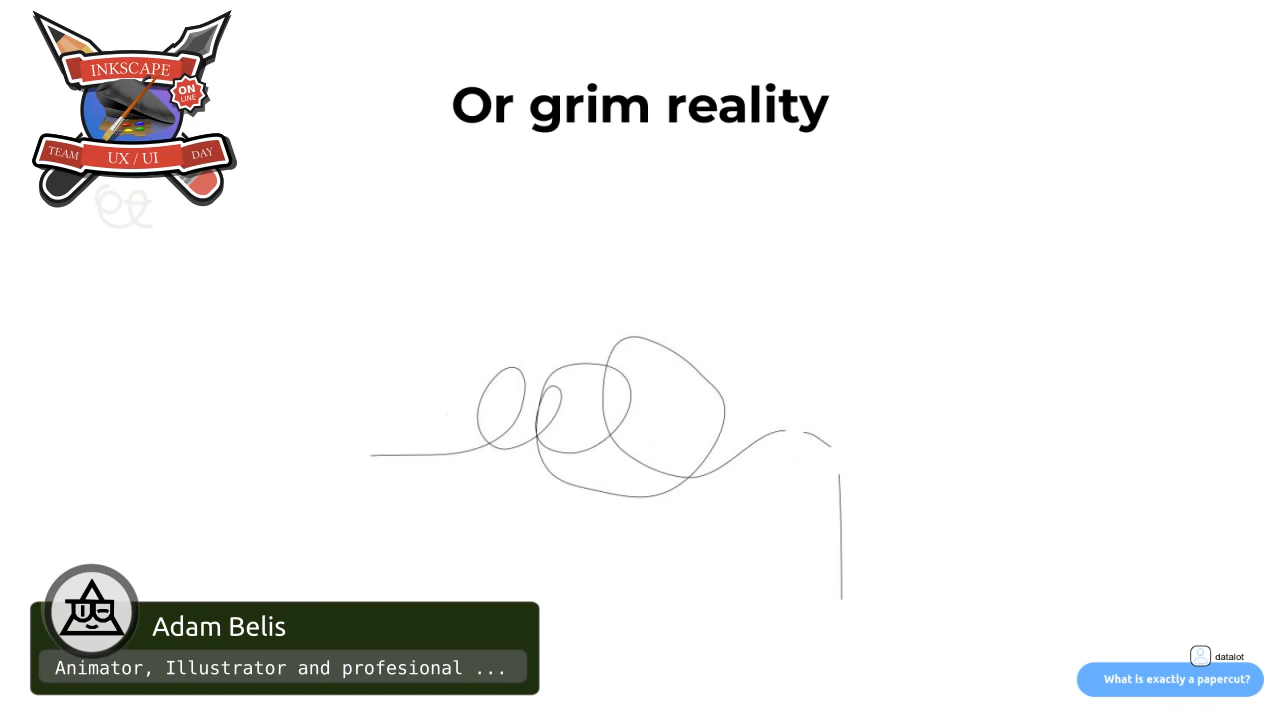 INKSCAPE
ON
LINE
TEAM
UX / UI
DAY
Or grim reality
Adam Belis
Animator, Illustrator and profesional ...
datalot
What is exactly a papercut?